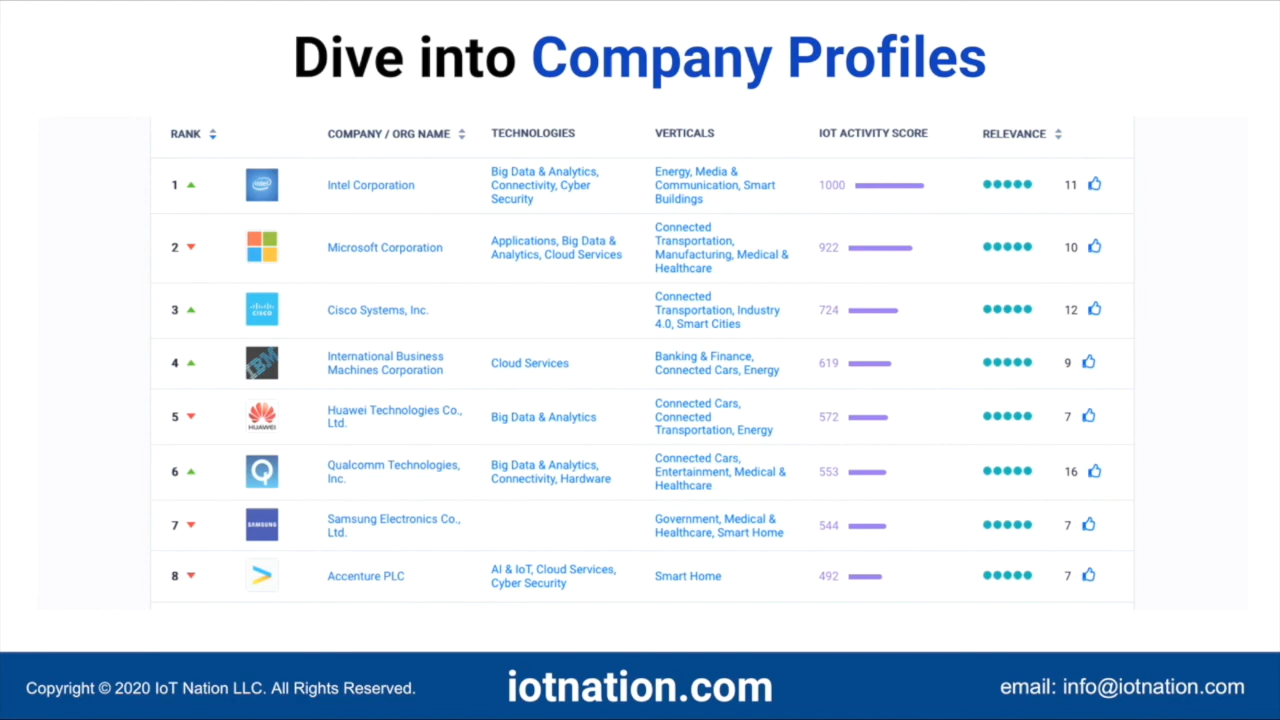 Dive into Company Profiles
RANK COMPANY / ORG NAME TECHNOLOGIES VERTICALS IOT ACTIVITY SCORE RELEVANCE
1 intel Intel Corporation Big Data & Analytics, Connectivity, Cyber Security Energy, Media & Communication, Smart Buildings 1000 11
2 Microsoft Corporation Applications, Big Data & Analytics, Cloud Services Connected Transportation, Manufacturing, Medical & Healthcare 922 10
3 CISCO Cisco Systems, Inc. Connected Transportation, Industry 4.0, Smart Cities 724 12
4 IBM International Business Machines Corporation Cloud Services Banking & Finance, Connected Cars, Energy 619 9
5 HUAWEI Huawei Technologies Co., Ltd. Big Data & Analytics Connected Cars, Connected Transportation, Energy 572 7
6 Qualcomm Technologies, Inc. Big Data & Analytics, Connectivity, Hardware Connected Cars, Entertainment, Medical & Healthcare 553 16
7 SAMSUNG Samsung Electronics Co., Ltd. Government, Medical & Healthcare, Smart Home 544 7
8 Accenture PLC AI & IoT, Cloud Services, Cyber Security Smart Home 492 7
Copyright © 2020 IoT Nation LLC. All Rights Reserved. iotnation.com email: info@iotnation.com